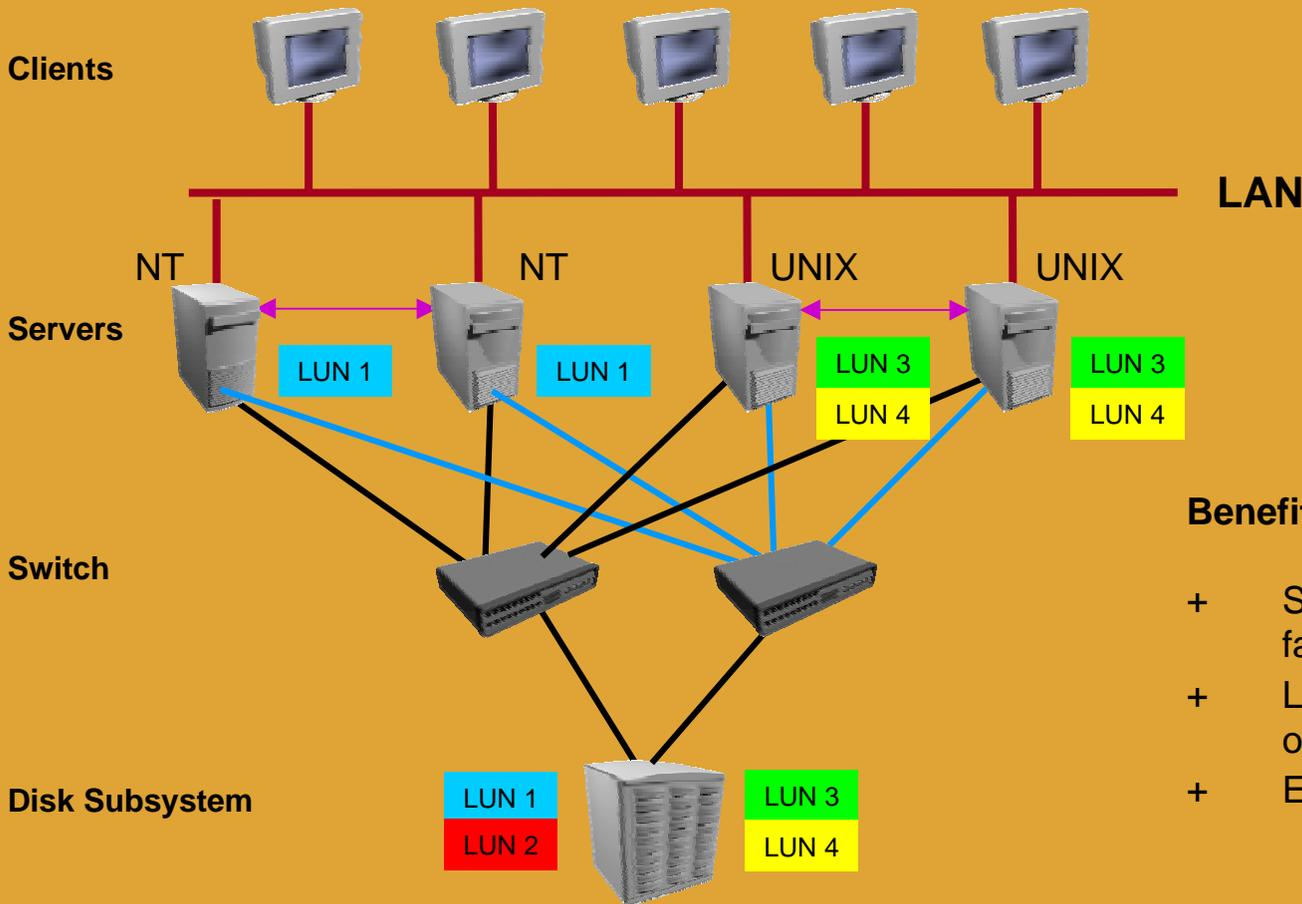 Clients
LAN
NT
NT
UNIX
UNIX
Servers
LUN 1
LUN 1
LUN 3
LUN 4
LUN 3
LUN 4
Switch
+
+
+
Disk Subsystem
LUN 1
LUN 2
LUN 3
LUN 4